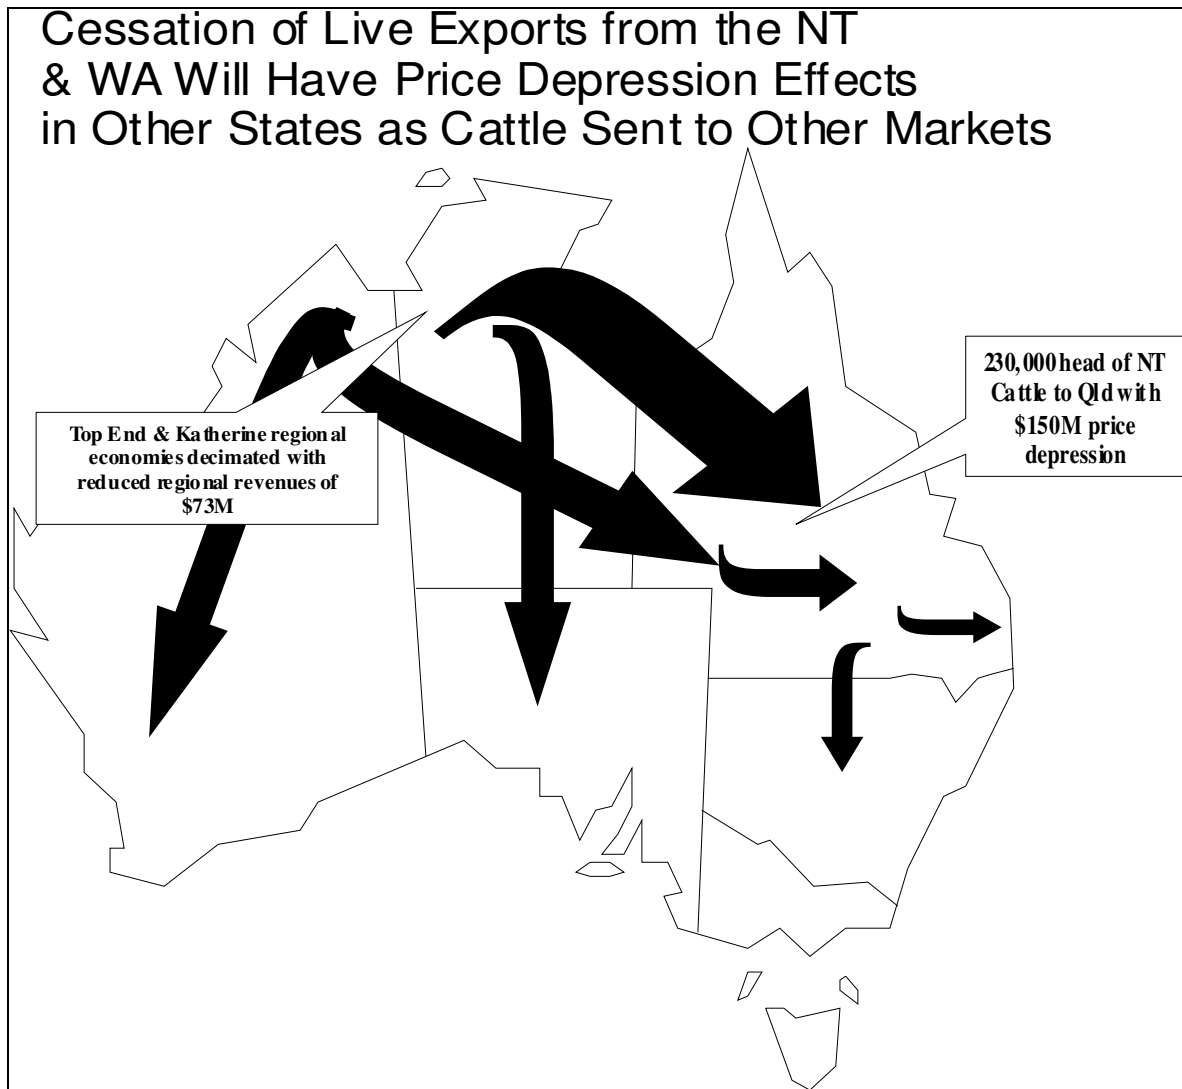 Cessation of Live Exports from the NT
& WA Will Have Price Depression Effects
in Other States as Cattle Sent to Other Markets
230,000 head of NT
Cattle to Qld with
$150M price
depression
Top End & Katherine regional
economies decimated with
reduced regional revenues of
$73M